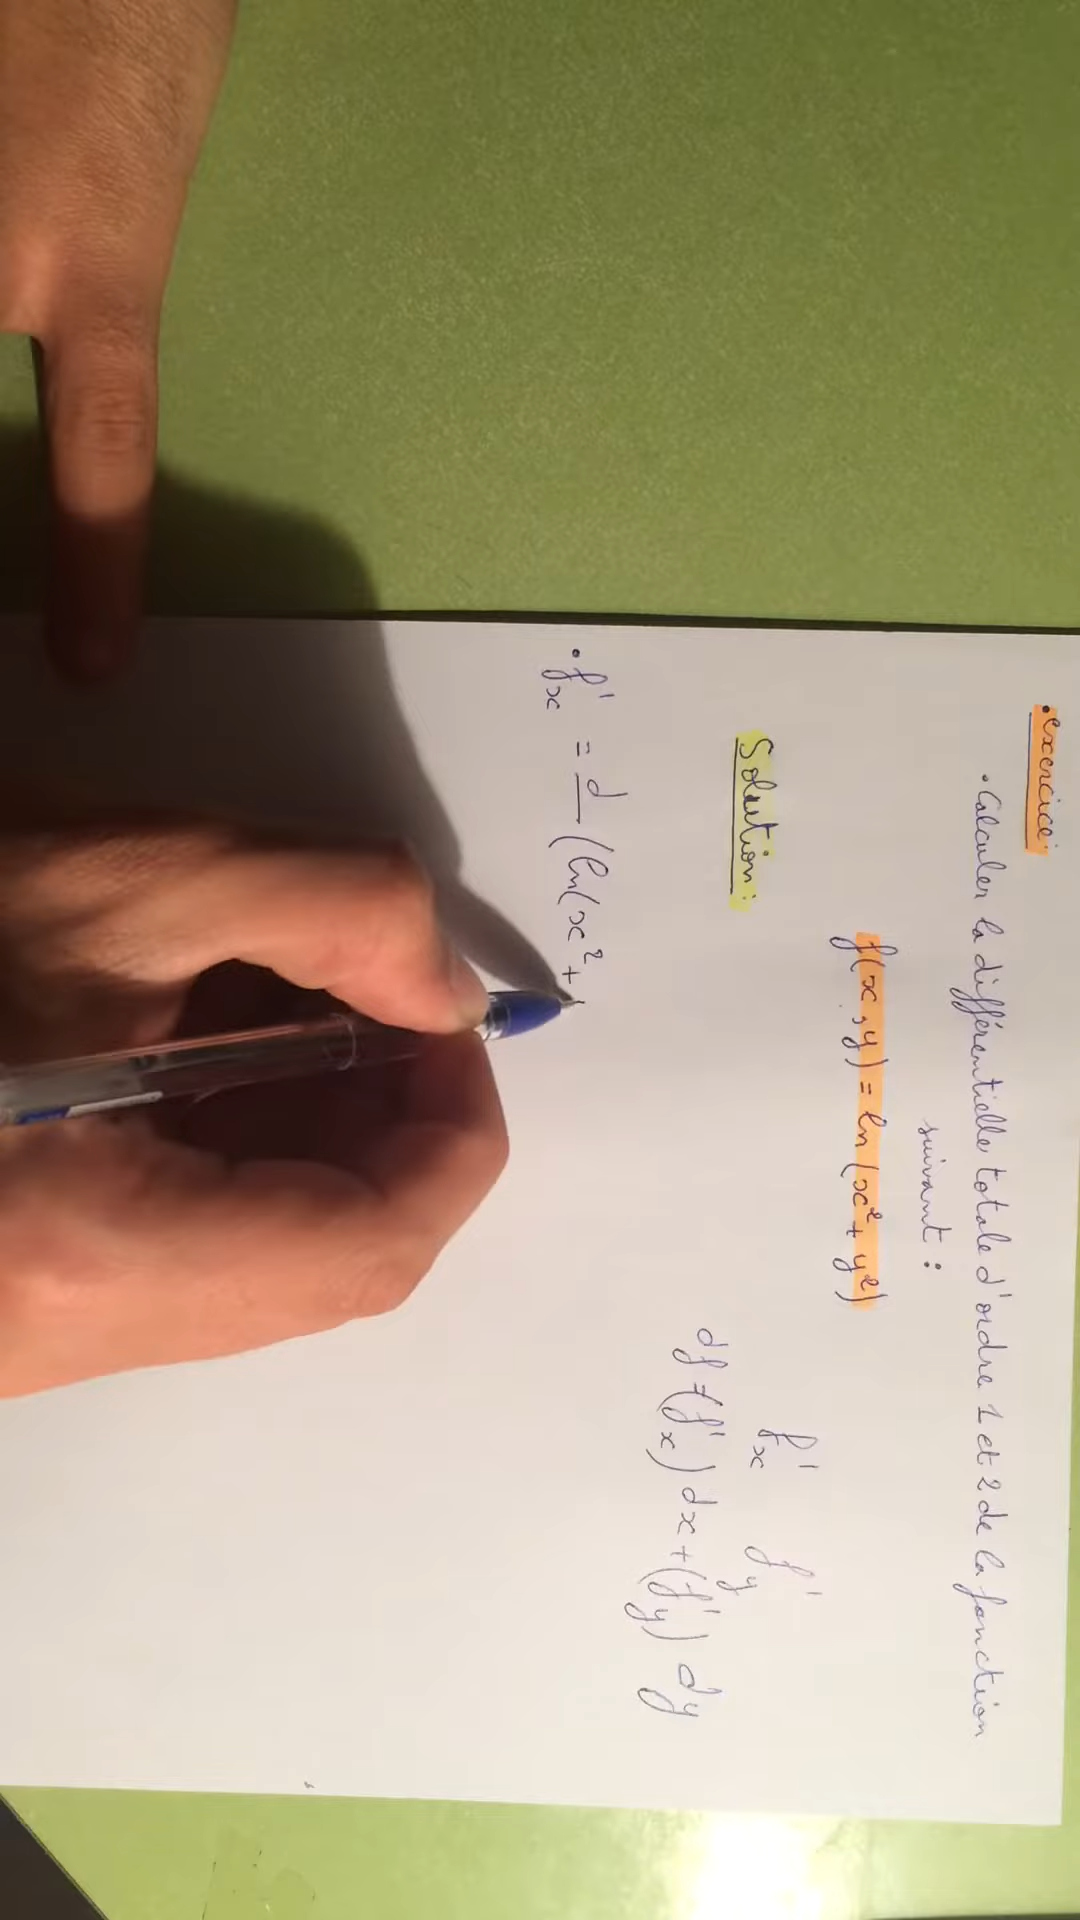 . exercice:
. Calculer la différentielle totale d'ordre 1 et 2 de la fonction
suivant :
f(x,y) = ln(x²+y²)
Solution:
f'x f'y
df=(f'x)dx+(f'y)dy
. f'x = d (ln(x²+